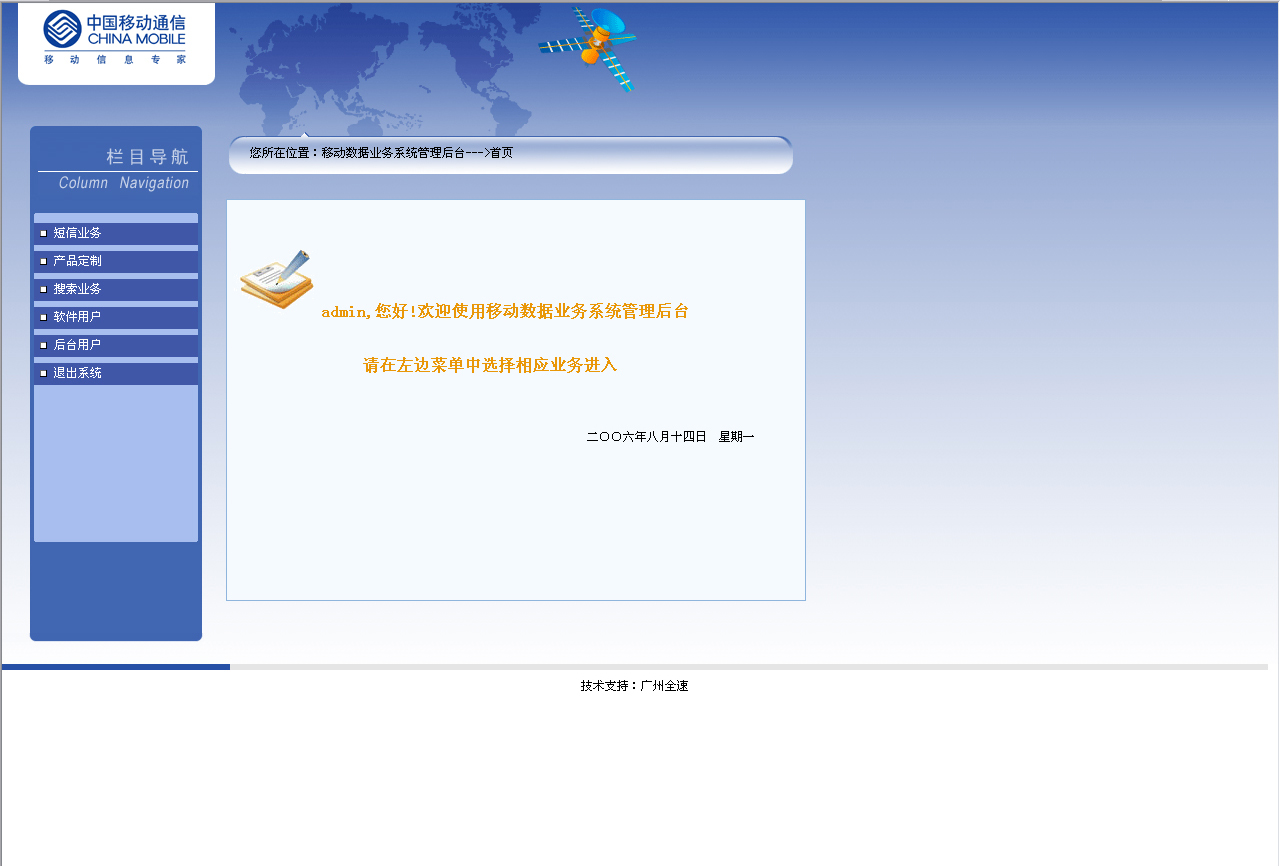 中国移动通信
CHINA MOBILE
移动信息专家
栏目导航
Column Navigation
短信业务
产品定制
搜索业务
软件用户
后台用户
退出系统
您所在位置：移动数据业务系统管理后台--->首页
admin,您好!欢迎使用移动数据业务系统管理后台
请在左边菜单中选择相应业务进入
二〇〇六年八月十四日 星期一
技术支持：广州全速